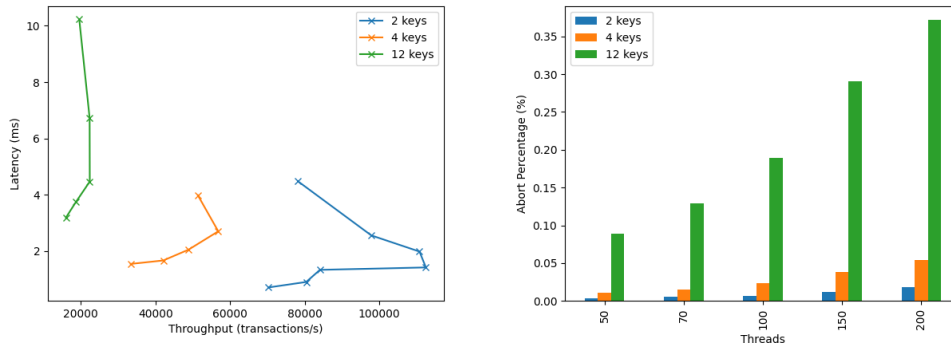 10
8
6
4
2
Latency (ms)
20000 40000 60000 80000 100000
Throughput (transactions/s)
2 keys
4 keys
12 keys
0.35
0.30
0.25
0.20
0.15
0.10
0.05
0.00
Abort Percentage (%)
50 70 100 150 200
Threads
2 keys
4 keys
12 keys